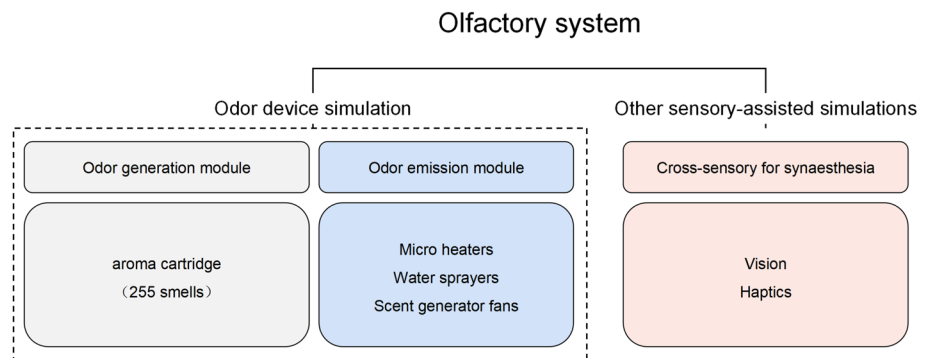 Olfactory system
Odor device simulation
Other sensory-assisted simulations
Odor generation module
Odor emission module
Cross-sensory for synaesthesia
aroma cartridge
（255 smells）
Micro heaters
Water sprayers
Scent generator fans
Vision
Haptics